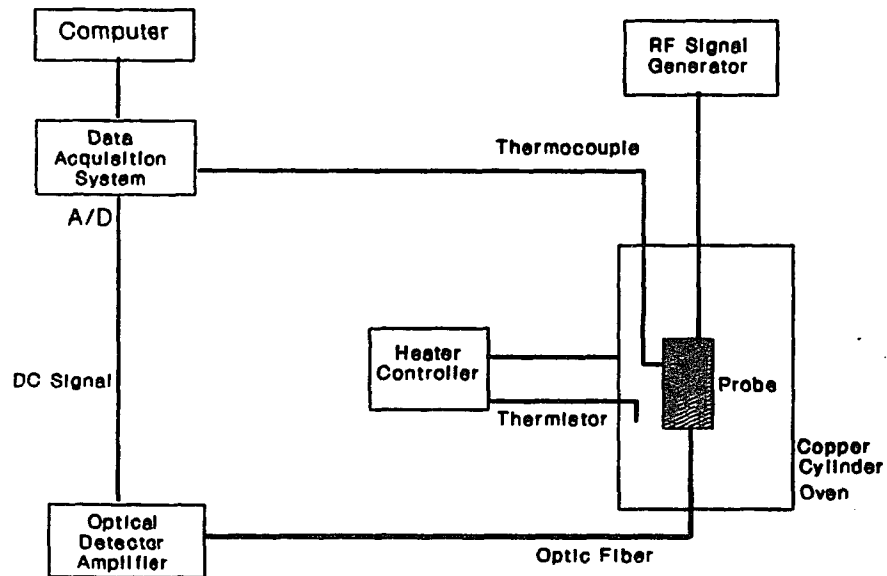 Computer
RF Signal
Generator
Data
Acquisition
System
Thermocouple
A/D
Heater
Controller
DC Signal
Probe
Thermistor
Copper
Cylinder
Oven
Optical
Detector
Amplifier
Optic Fiber